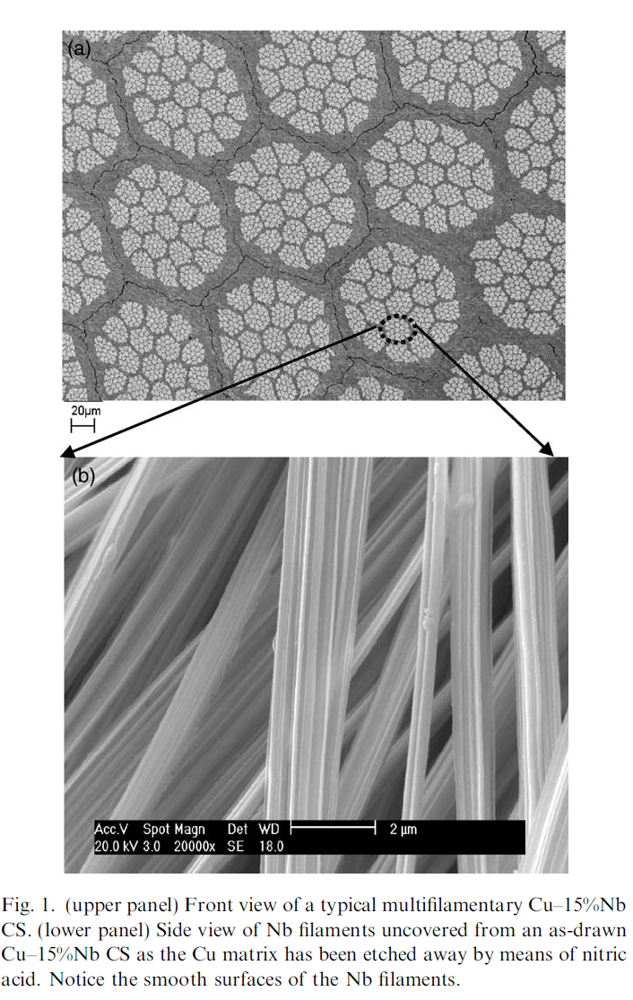 (a)
20μm
(b)
Acc.V Spot Magn Det WD 2 μm
20.0 kV 3.0 20000x SE 18.0
Fig. 1. (upper panel) Front view of a typical multifilamentary Cu–15%Nb
CS. (lower panel) Side view of Nb filaments uncovered from an as-drawn
Cu–15%Nb CS as the Cu matrix has been etched away by means of nitric
acid. Notice the smooth surfaces of the Nb filaments.